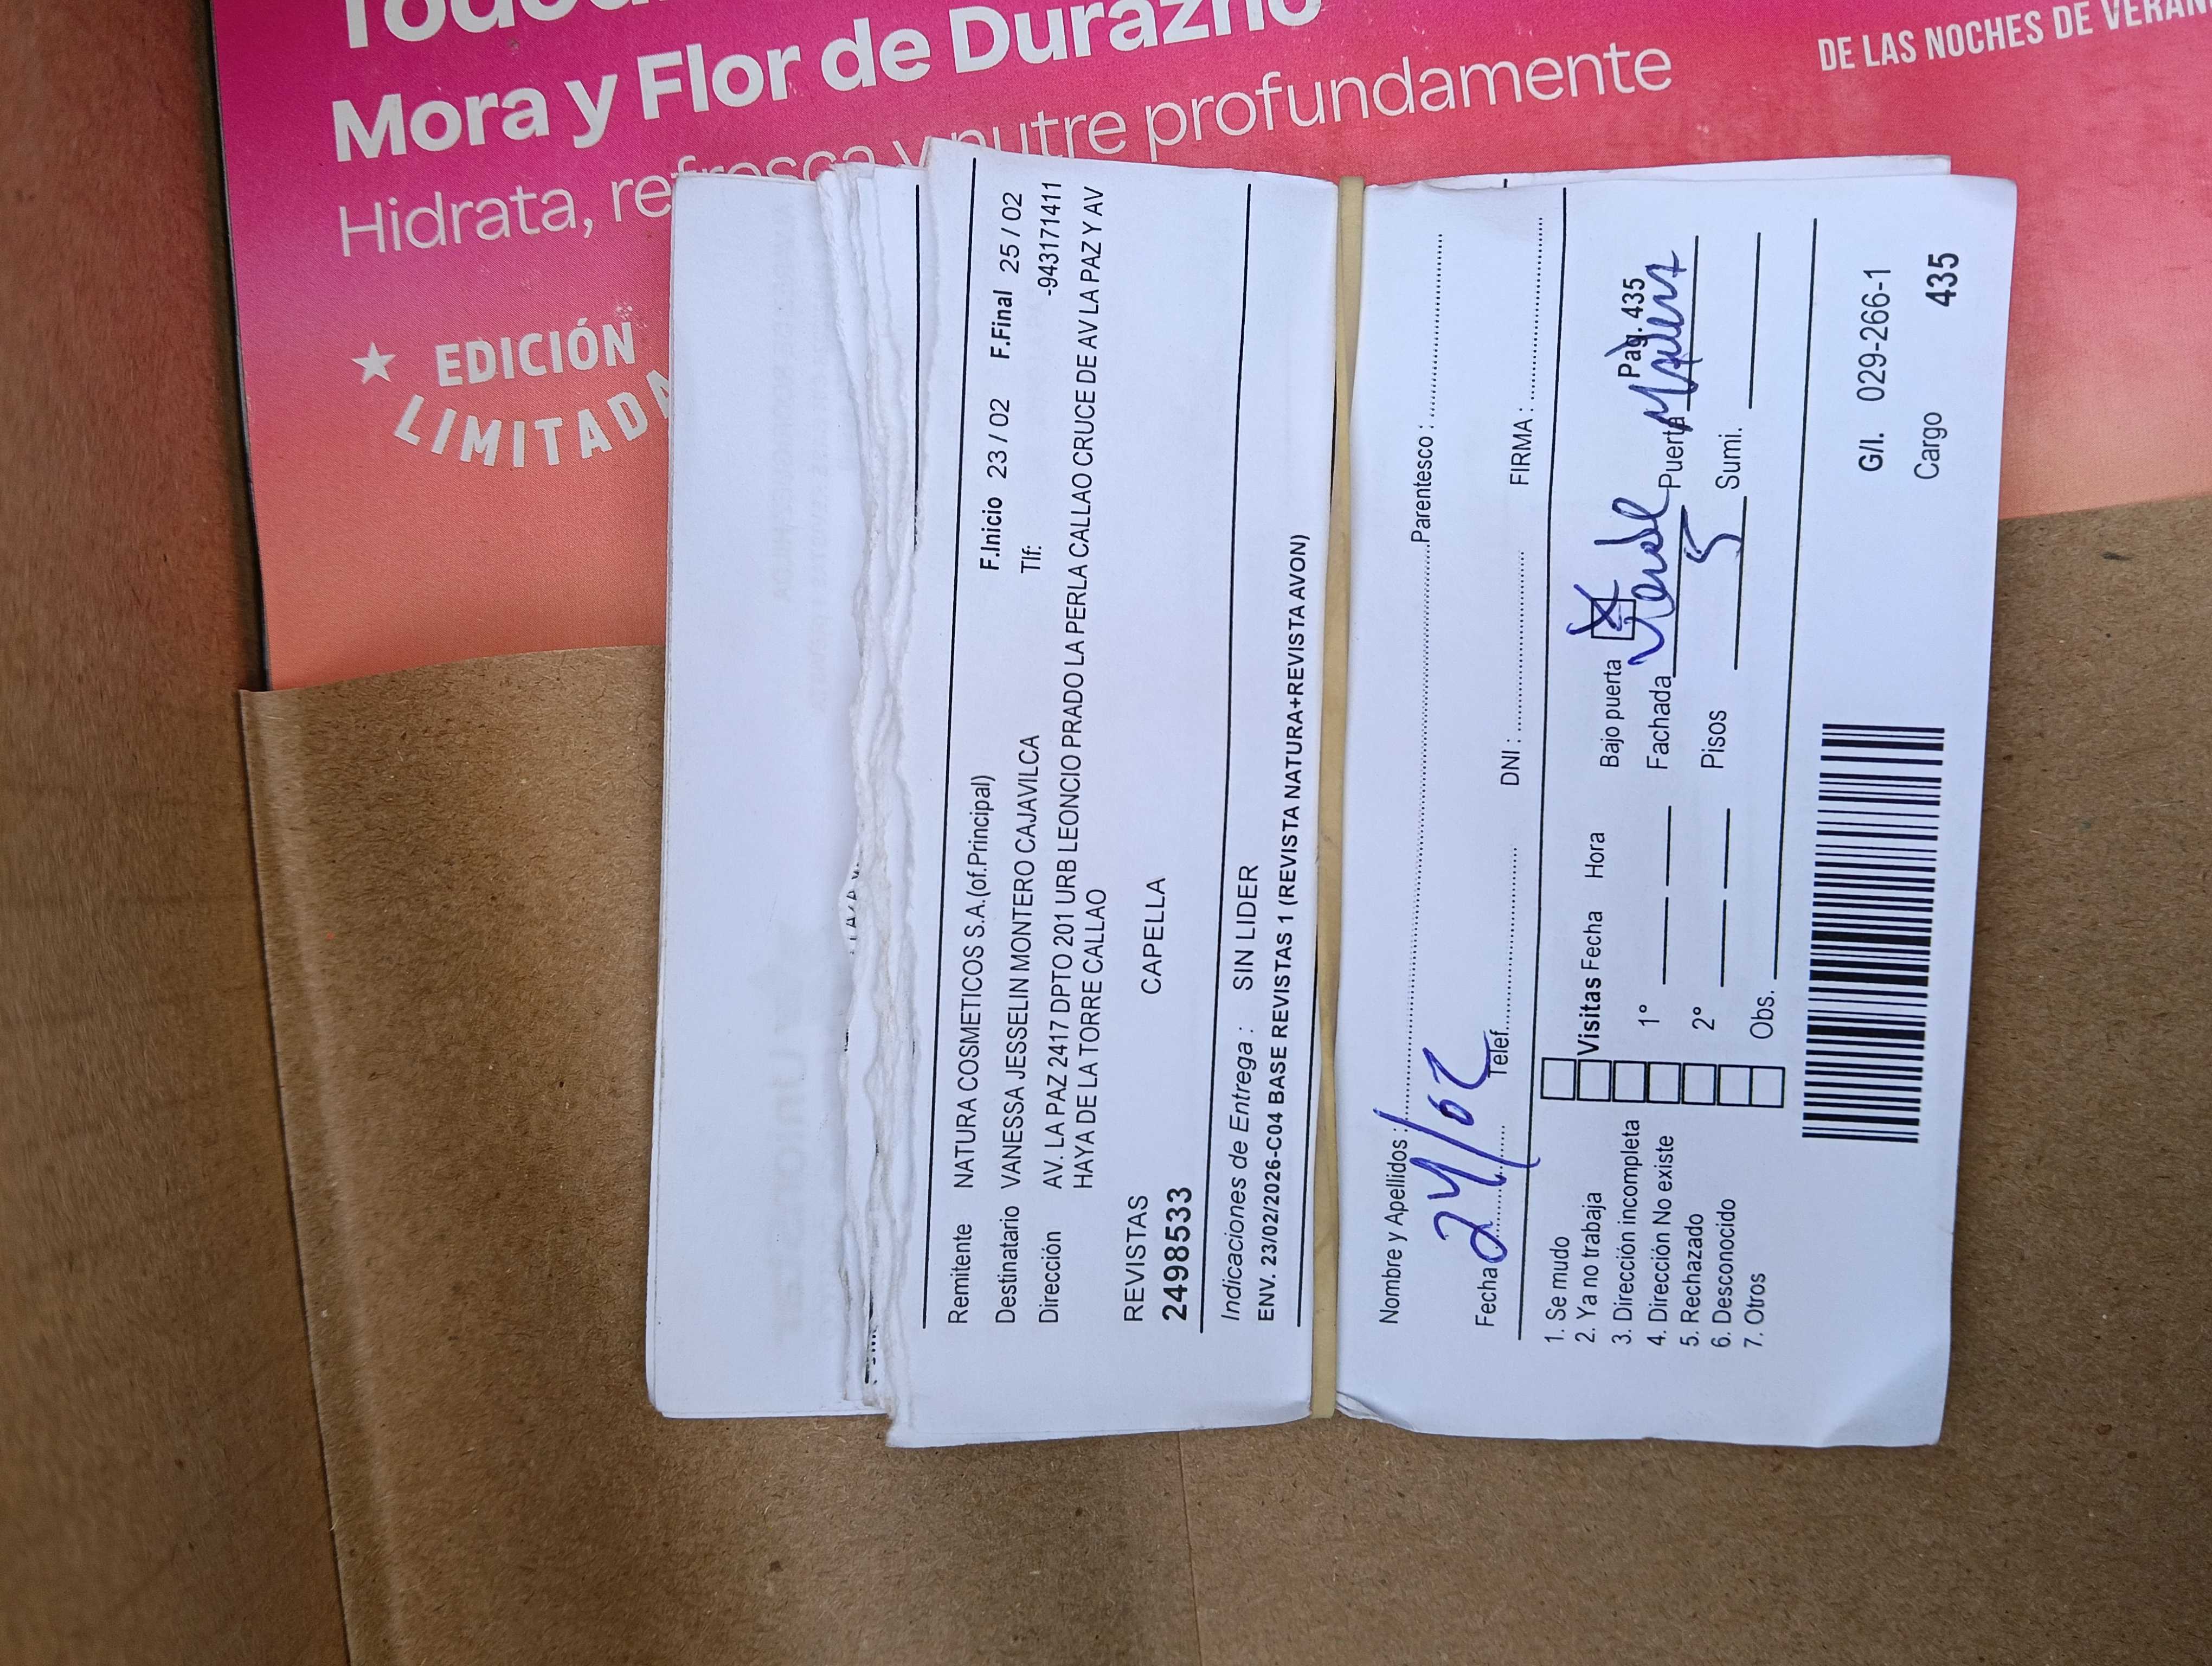 Mora y Flor de Durazno
Hidrata, refresca y nutre profundamente
DE LAS NOCHES DE
EDICIÓN
LIMITADA
F.Inicio 23 / 02 F.Final 25 / 02
Remitente NATURA COSMETICOS S.A.(of.Principal)
Tlf: -943171411
Destinatario VANESSA JESSELIN MONTERO CAJAVILCA
Dirección AV. LA PAZ 2417 DPTO 201 URB LEONCIO PRADO LA PERLA CALLAO CRUCE DE AV LA PAZ Y AV
HAYA DE LA TORRE CALLAO
REVISTAS CAPELLA
2498533
Indicaciones de Entrega : SIN LIDER
ENV. 23/02/2026-C04 BASE REVISTAS 1 (REVISTA NATURA+REVISTA AVON)
Nombre y Apellidos : Parentesco :
Fecha 24/02 Telef. DNI : FIRMA :
1. Se mudo
2. Ya no trabaja
3. Dirección incompleta
4. Dirección No existe
5. Rechazado
6. Desconocido
7. Otros
Visitas Fecha Hora
1°
2°
Obs.
Bajo puerta X Pag. 435
Fachada Verde Puerta
Pisos 5 Sumi.
G/I. 029-266-1
Cargo 435